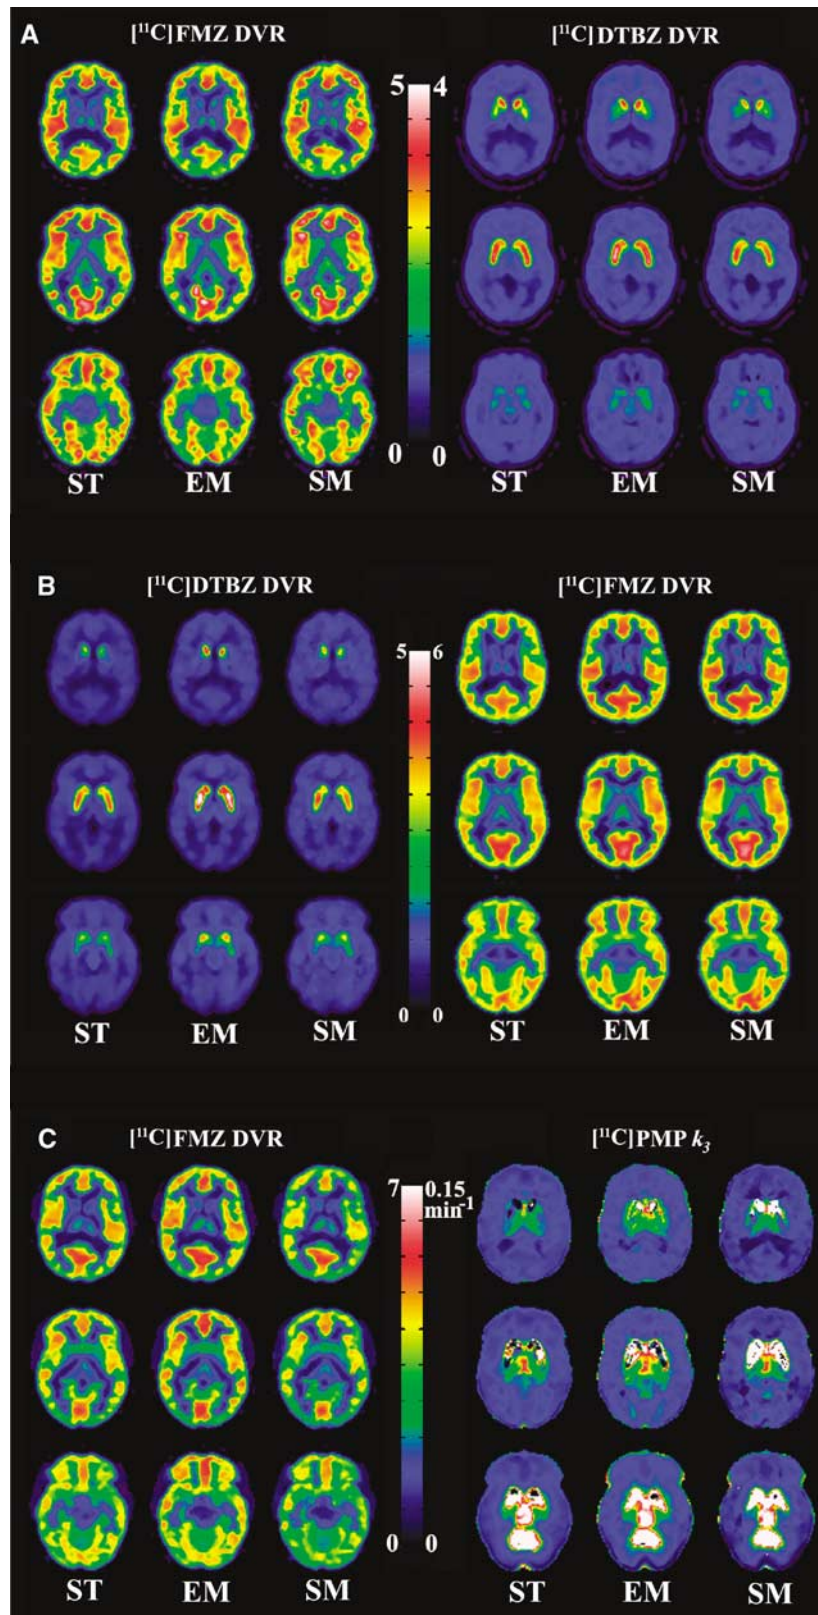 A [¹¹C]FMZ DVR [¹¹C]DTBZ DVR
5 4
0 0
ST EM SM ST EM SM
B [¹¹C]DTBZ DVR [¹¹C]FMZ DVR
5 6
0 0
ST EM SM ST EM SM
C [¹¹C]FMZ DVR [¹¹C]PMP k₃
7 0.15
min⁻¹
0 0
ST EM SM ST EM SM